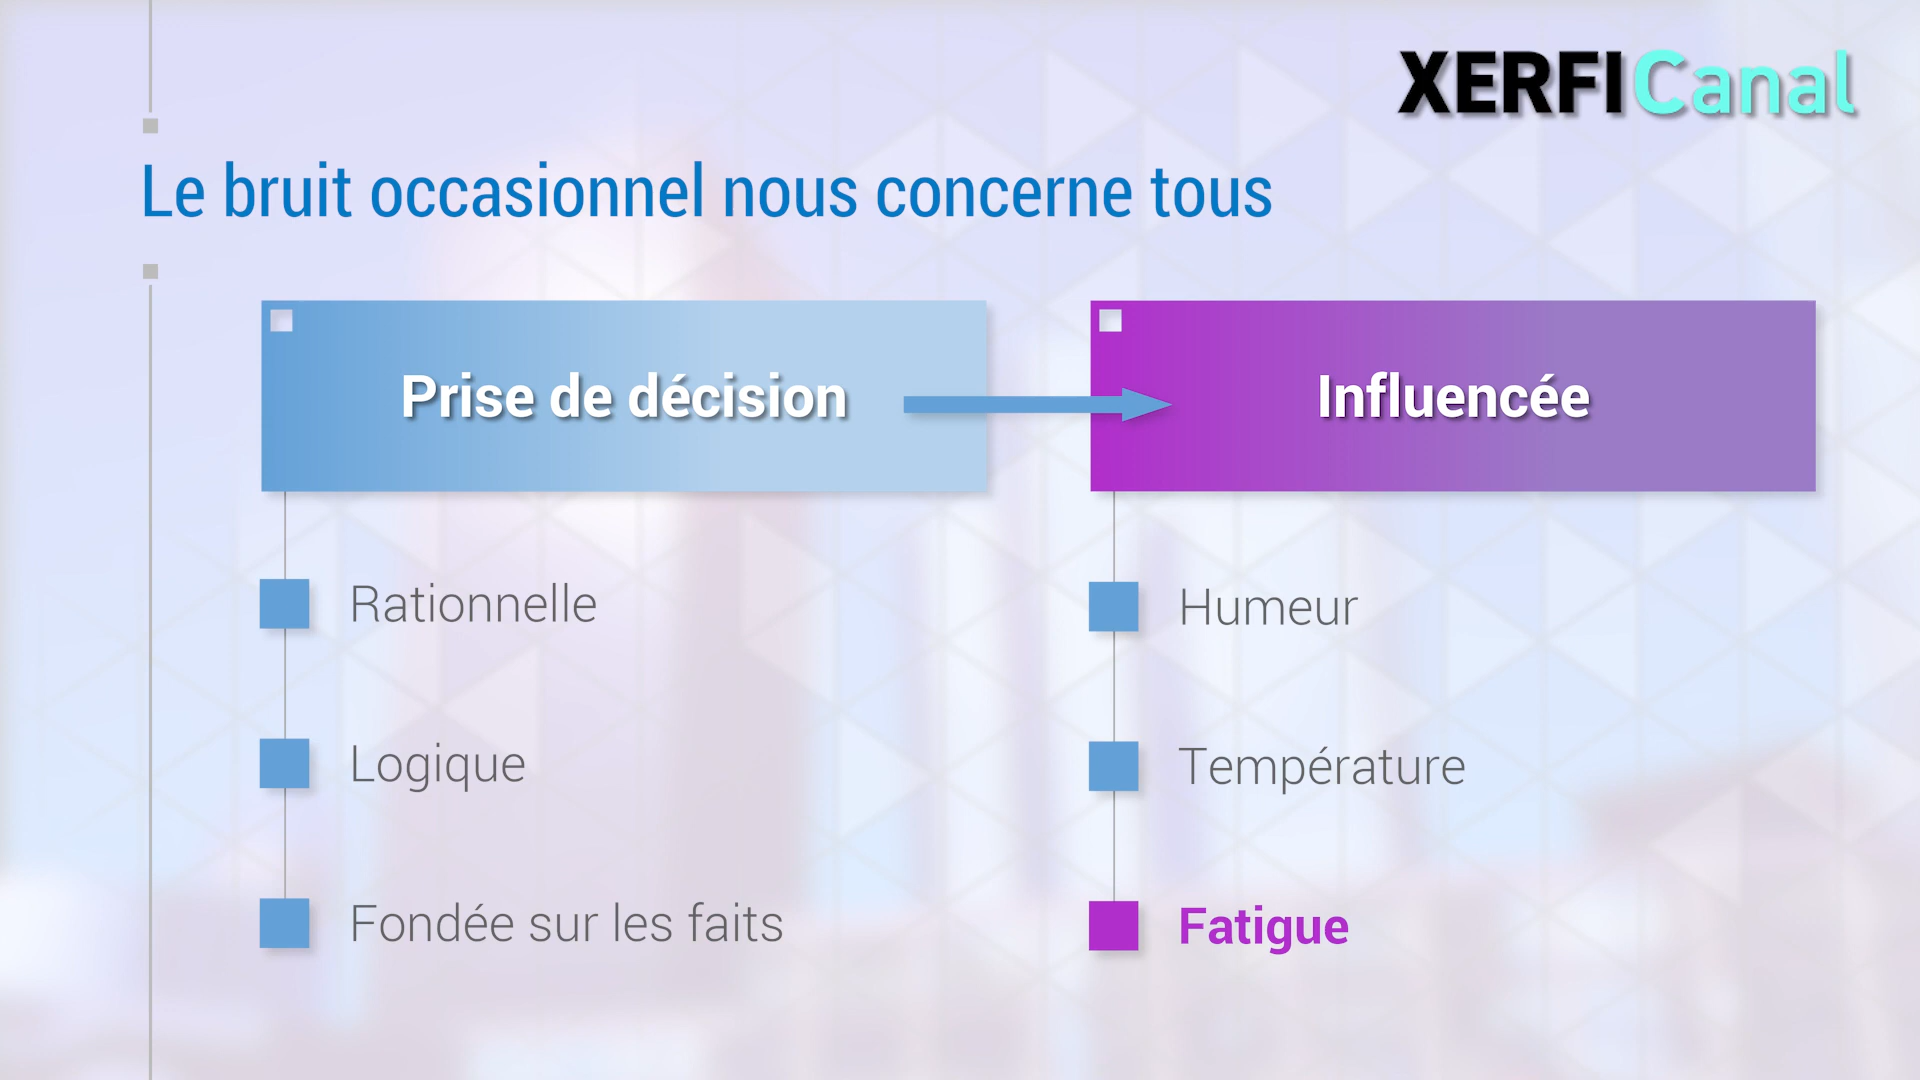 XERFI Canal
Le bruit occasionnel nous concerne tous
Prise de décision
Influencée
Rationnelle
Logique
Fondée sur les faits
Humeur
Température
Fatigue